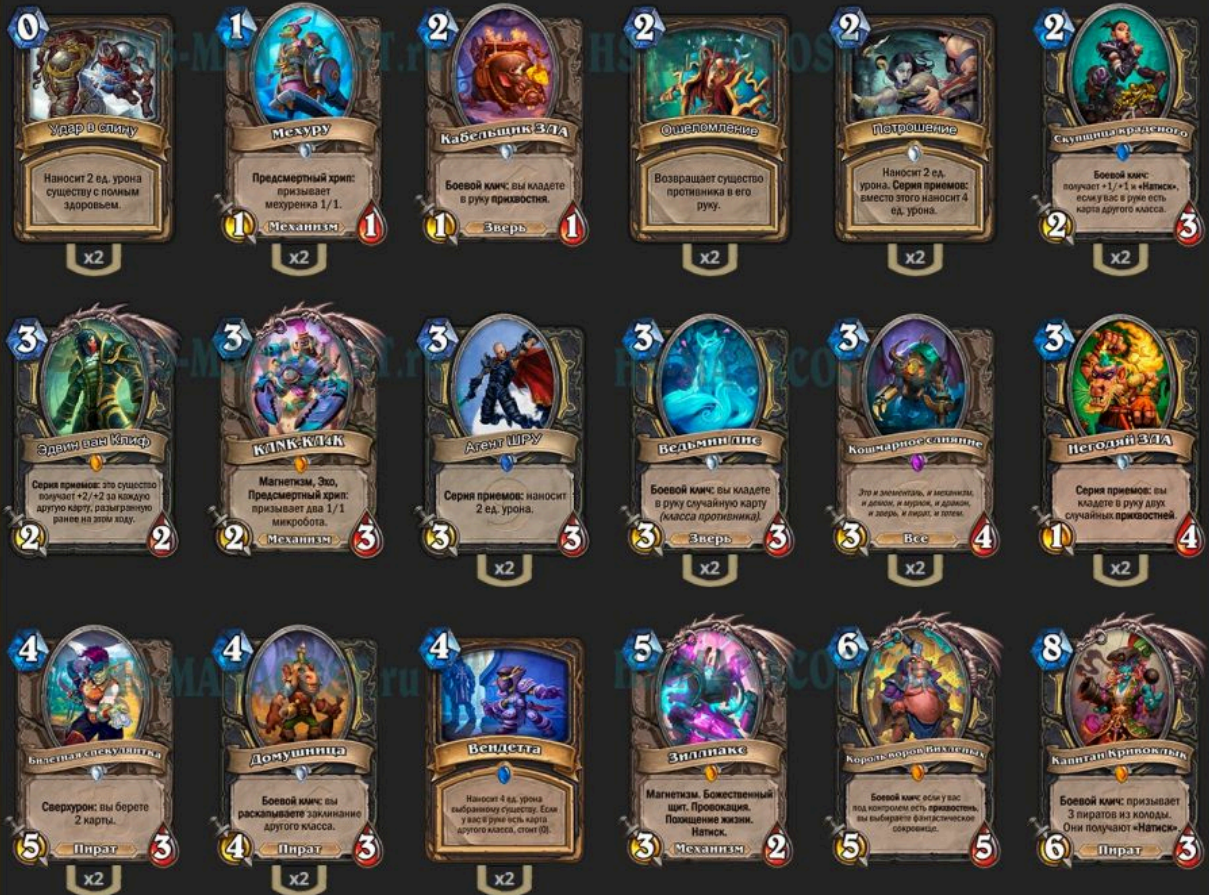 0
Удар в спину
Наносит 2 ед. урона
существу с полным
здоровьем.
x2
1
Мехуру
Предсмертный хрип:
призывает
мехуренка 1/1.
1
Механизм
1
x2
2
Кабельщик ЗЛА
Боевой клич: вы кладете
в руку прихвостня.
1
Зверь
1
2
Ошеломление
Возвращает существо
противника в его
руку.
x2
2
Потрошение
Наносит 2 ед.
урона. Серия приемов:
вместо этого наносит 4
ед. урона.
x2
2
Скупщица краденого
Боевой клич:
получает +1/+1 и «Натиск»,
если у вас в руке есть
карта другого класса.
2
3
x2
3
Эдвин ван Клиф
Серия приемов: это существо
получает +2/+2 за каждую
другую карту, разыгранную
ранее на этом ходу.
2
2
3
КЛNК-КЛ4К
Магнетизм, Эхо,
Предсмертный хрип:
призывает два 1/1
микробота.
2
Механизм
3
3
Агент ШРУ
Серия приемов: наносит
2 ед. урона.
3
3
x2
3
Ведьмин лис
Боевой клич: вы кладете
в руку случайную карту
(класса противника).
3
Зверь
3
x2
3
Кошмарное слияние
Это и элементаль, и механизм,
и демон, и мурлок, и дракон,
и зверь, и пират, и тотем.
3
Все
4
x2
3
Негодяй ЗЛА
Серия приемов: вы
кладете в руку двух
случайных прихвостней.
1
4
x2
4
Билетная спекулянтка
Сверхурон: вы берете
2 карты.
5
Пират
3
x2
4
Домушница
Боевой клич: вы
раскапываете заклинание
другого класса.
4
Пират
3
x2
4
Вендетта
Наносит 4 ед. урона
выбранному существу. Если
у вас в руке есть карта
другого класса, стоит (0).
x2
5
Зиллиакс
Магнетизм. Божественный
щит. Провокация.
Похищение жизни.
Натиск.
3
Механизм
2
6
Король воров Вихлепых
Боевой клич: если у вас
под контролем есть прихвостень,
вы выбираете фантастическое
сокровище.
5
5
8
Капитан Кривоклык
Боевой клич: призывает
3 пиратов из колоды.
Они получают «Натиск».
6
Пират
3